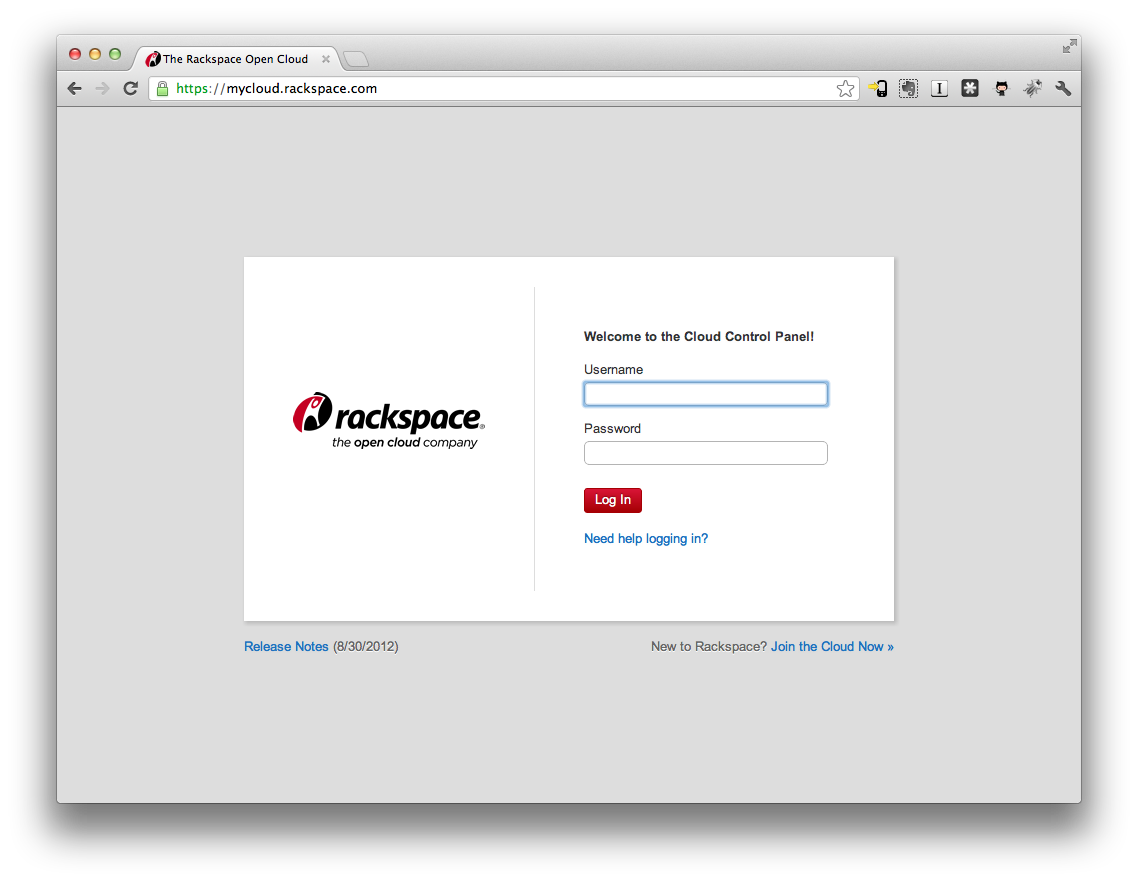 The Rackspace Open Cloud
https://mycloud.rackspace.com
I
Welcome to the Cloud Control Panel!
Username
rackspace®
the open cloud company
Password
Log In
Need help logging in?
Release Notes (8/30/2012)
New to Rackspace? Join the Cloud Now »